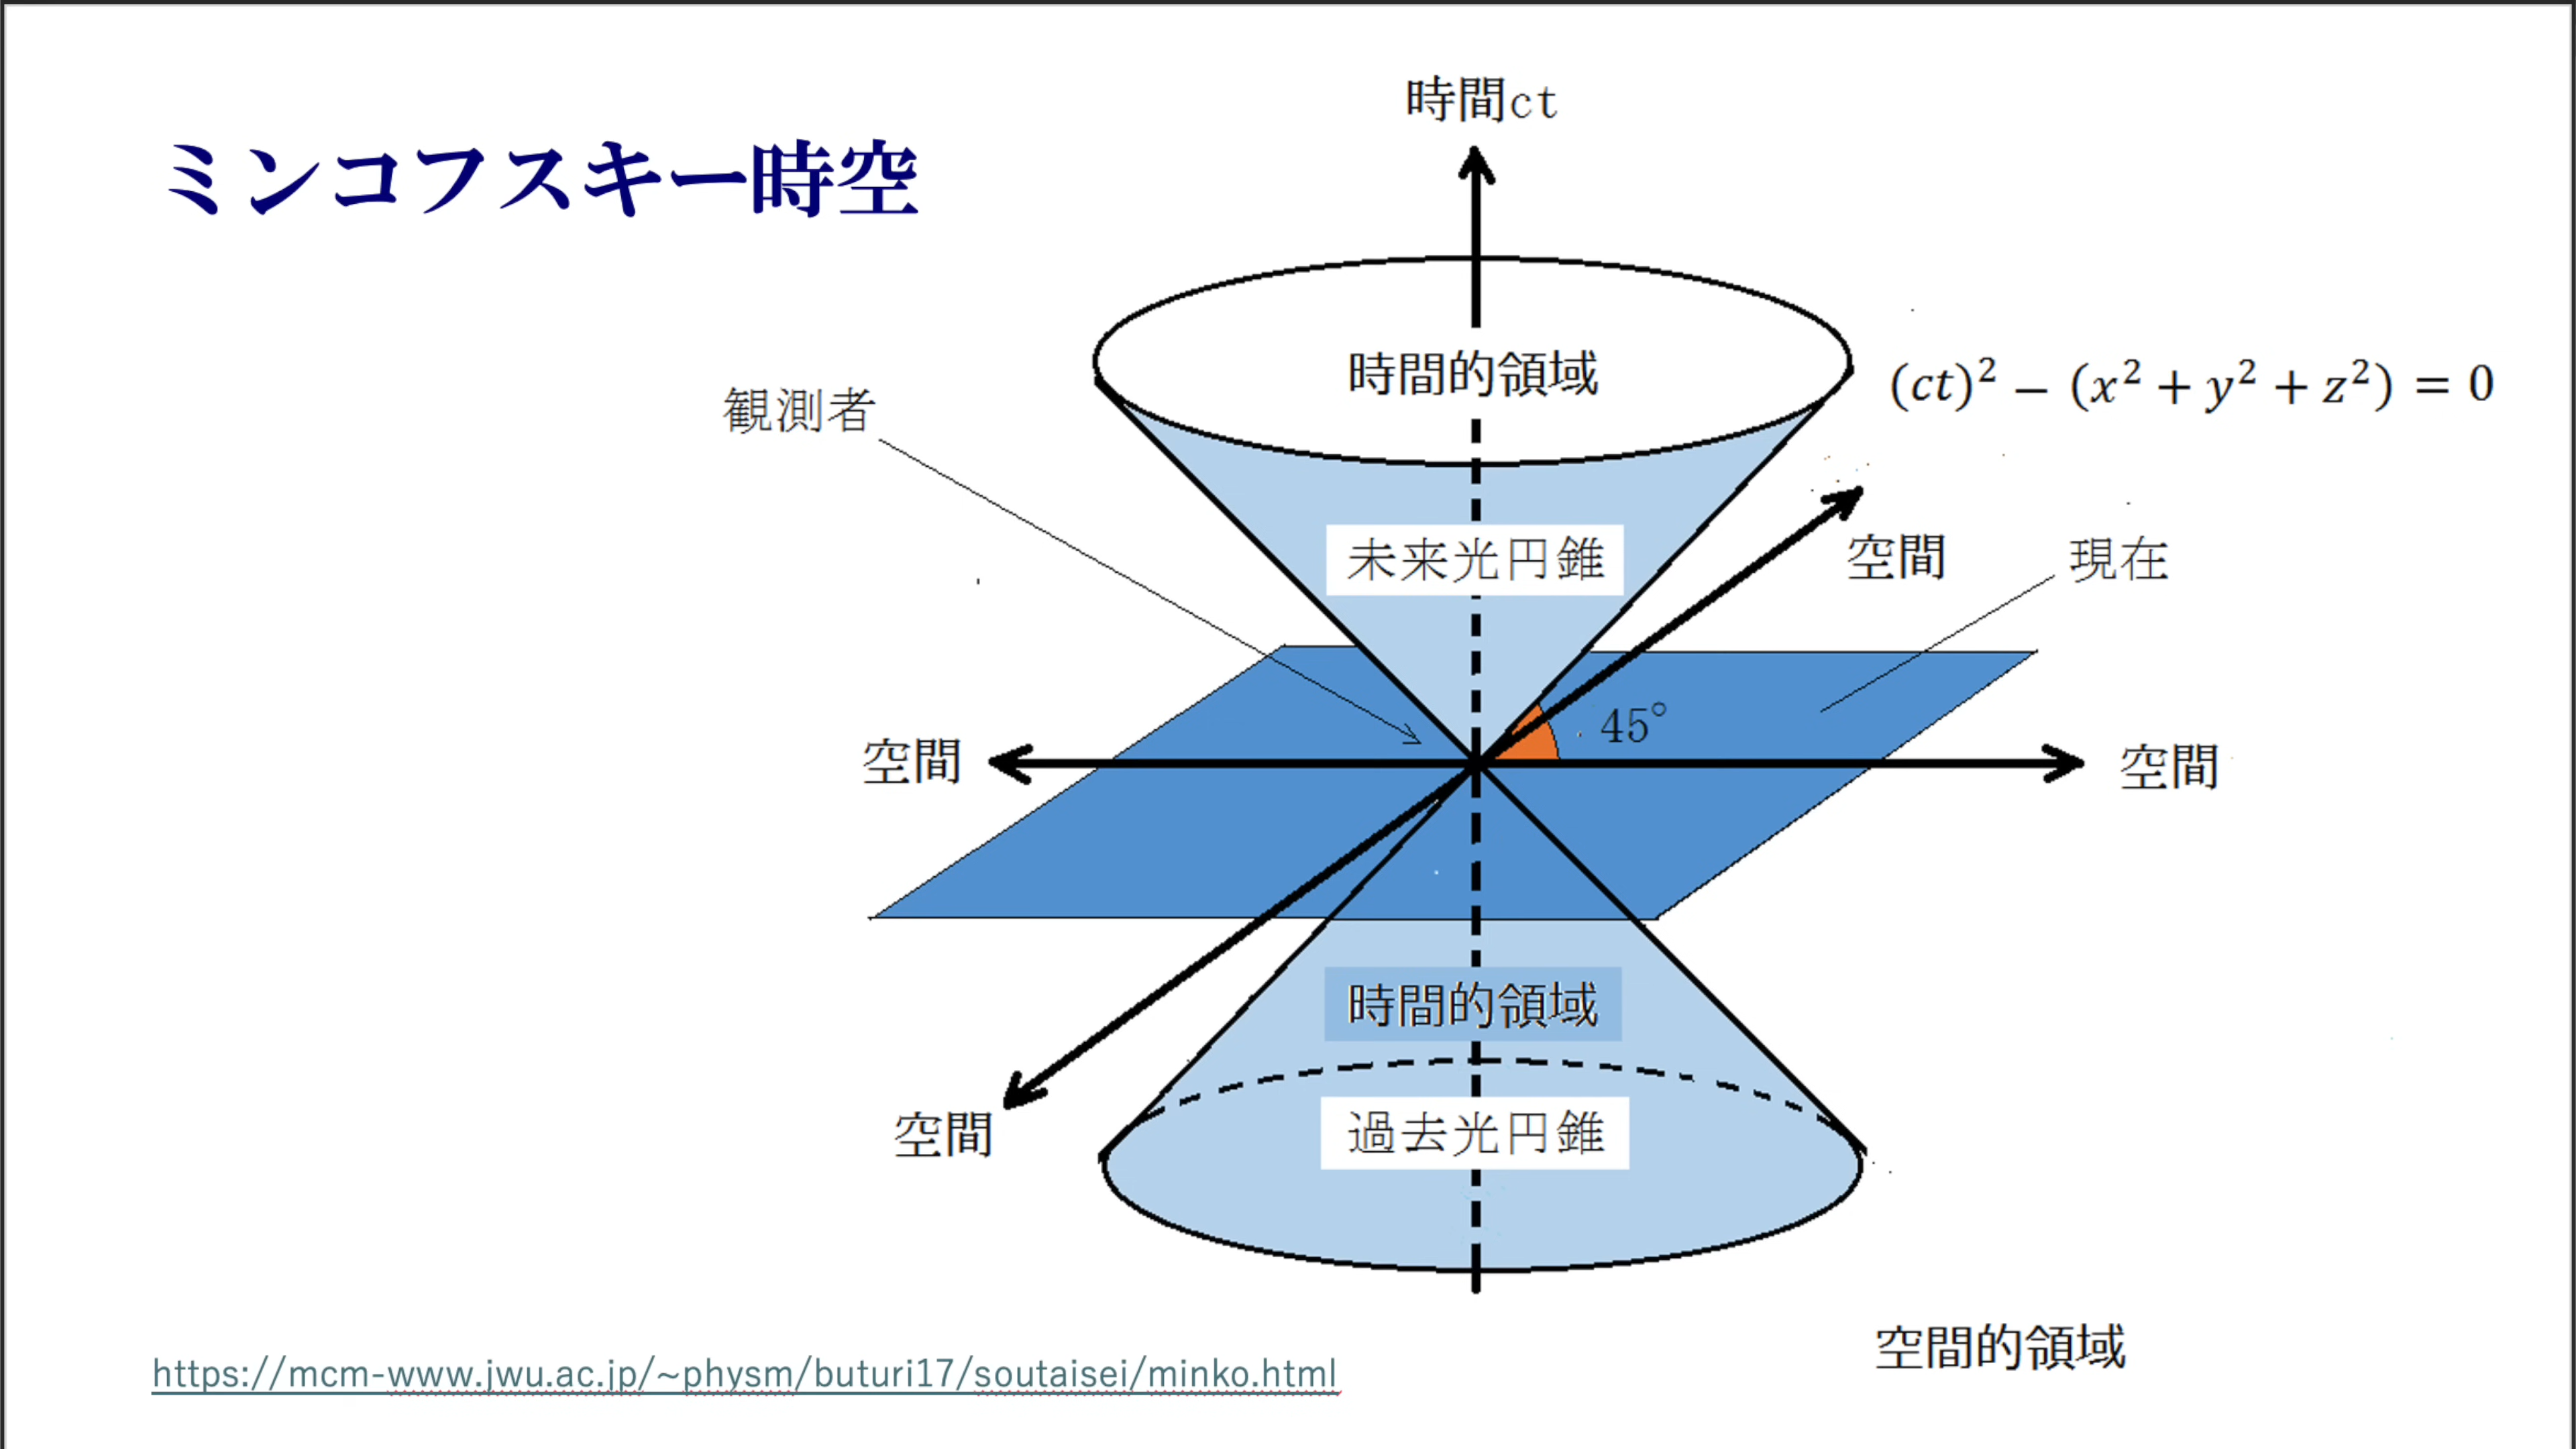 ミンコフスキー時空
時間ct
時間的領域
(ct)² − (x² + y² + z²) = 0
観測者
未来光円錐
空間
現在
45°
空間
空間
時間的領域
過去光円錐
空間
空間的領域
https://mcm-www.jwu.ac.jp/~physm/buturi17/soutaisei/minko.html